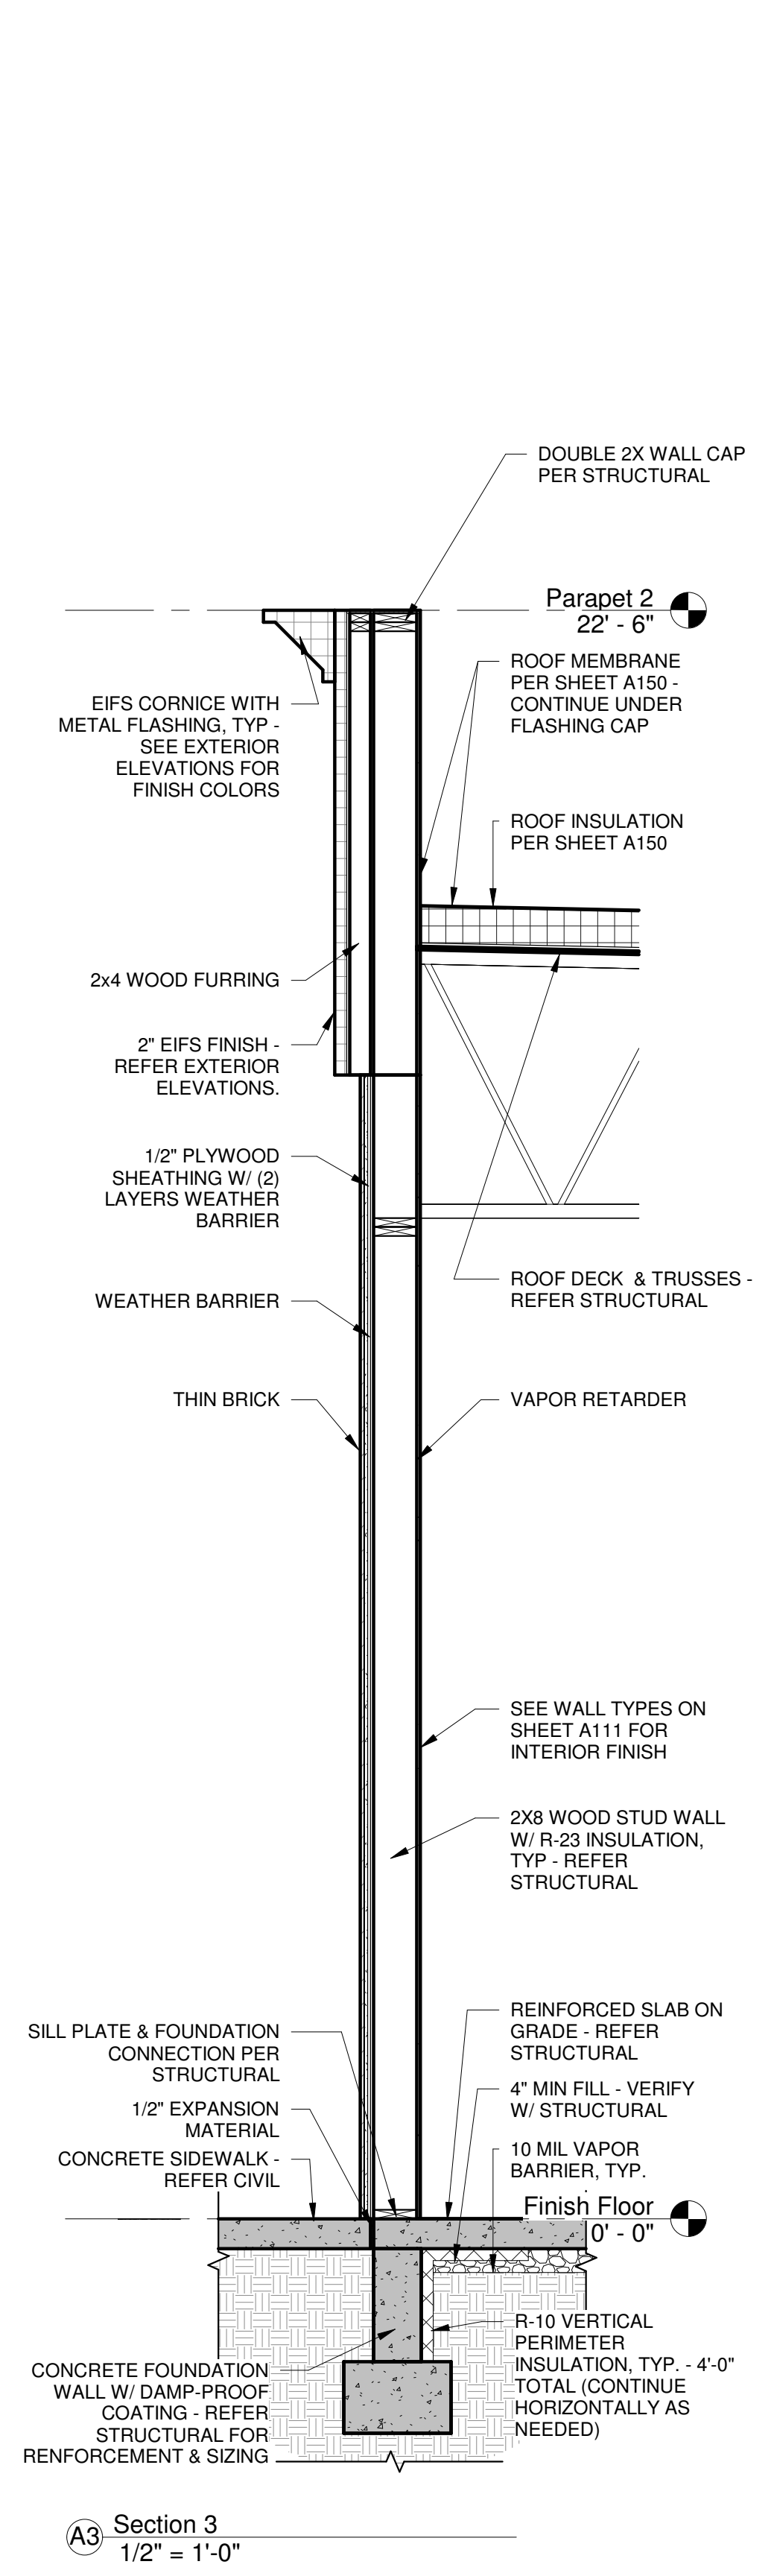 DOUBLE 2X WALL CAP
PER STRUCTURAL
Parapet 2
22' - 6"
ROOF MEMBRANE
PER SHEET A150 -
CONTINUE UNDER
FLASHING CAP
EIFS CORNICE WITH
METAL FLASHING, TYP -
SEE EXTERIOR
ELEVATIONS FOR
FINISH COLORS
ROOF INSULATION
PER SHEET A150
2x4 WOOD FURRING
2" EIFS FINISH -
REFER EXTERIOR
ELEVATIONS.
1/2" PLYWOOD
SHEATHING W/ (2)
LAYERS WEATHER
BARRIER
ROOF DECK & TRUSSES -
REFER STRUCTURAL
WEATHER BARRIER
THIN BRICK
VAPOR RETARDER
SEE WALL TYPES ON
SHEET A111 FOR
INTERIOR FINISH
2X8 WOOD STUD WALL
W/ R-23 INSULATION,
TYP - REFER
STRUCTURAL
REINFORCED SLAB ON
GRADE - REFER
STRUCTURAL
SILL PLATE & FOUNDATION
CONNECTION PER
STRUCTURAL
4" MIN FILL - VERIFY
W/ STRUCTURAL
1/2" EXPANSION
MATERIAL
10 MIL VAPOR
BARRIER, TYP.
CONCRETE SIDEWALK -
REFER CIVIL
Finish Floor
0' - 0"
R-10 VERTICAL
PERIMETER
INSULATION, TYP. - 4'-0"
TOTAL (CONTINUE
HORIZONTALLY AS
NEEDED)
CONCRETE FOUNDATION
WALL W/ DAMP-PROOF
COATING - REFER
STRUCTURAL FOR
RENFORCEMENT & SIZING
A3
Section 3
1/2" = 1'-0"